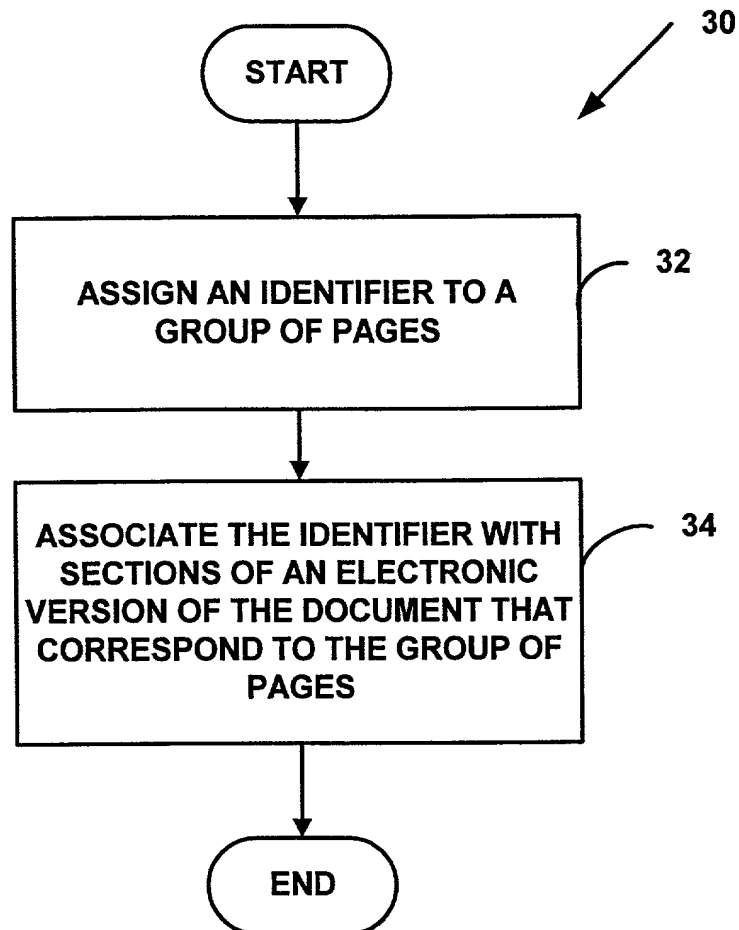 30
START
ASSIGN AN IDENTIFIER TO A
GROUP OF PAGES
32
ASSOCIATE THE IDENTIFIER WITH
SECTIONS OF AN ELECTRONIC
VERSION OF THE DOCUMENT THAT
CORRESPOND TO THE GROUP OF
PAGES
34
END